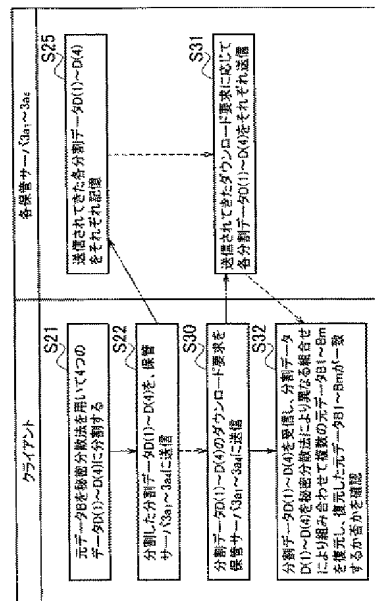 クライアント
各保管サーバ3a₁~3a₄
S21
元データBを秘密分散法を用いて4つの
データD(1)~D(4)に分割する
S22
分割した分割データD(1)~D(4)を、保管
サーバ3a₁~3a₄に送信
S25
送信されてきた各分割データD(1)~D(4)
をそれぞれ記憶
S30
分割データD(1)~D(4)のダウンロード要求を
保管サーバ3a₁~3a₄に送信
S31
送信されてきたダウンロード要求に応じて
各分割データD(1)~D(4)をそれぞれ送信
S32
分割データD(1)~D(4)を受信し、分割データ
D(1)~D(4)を秘密分散法により異なる組合せ
により組み合わせて複数の元データB1~Bm
を復元し、復元した元データB1~Bmが一致
するか否かを確認